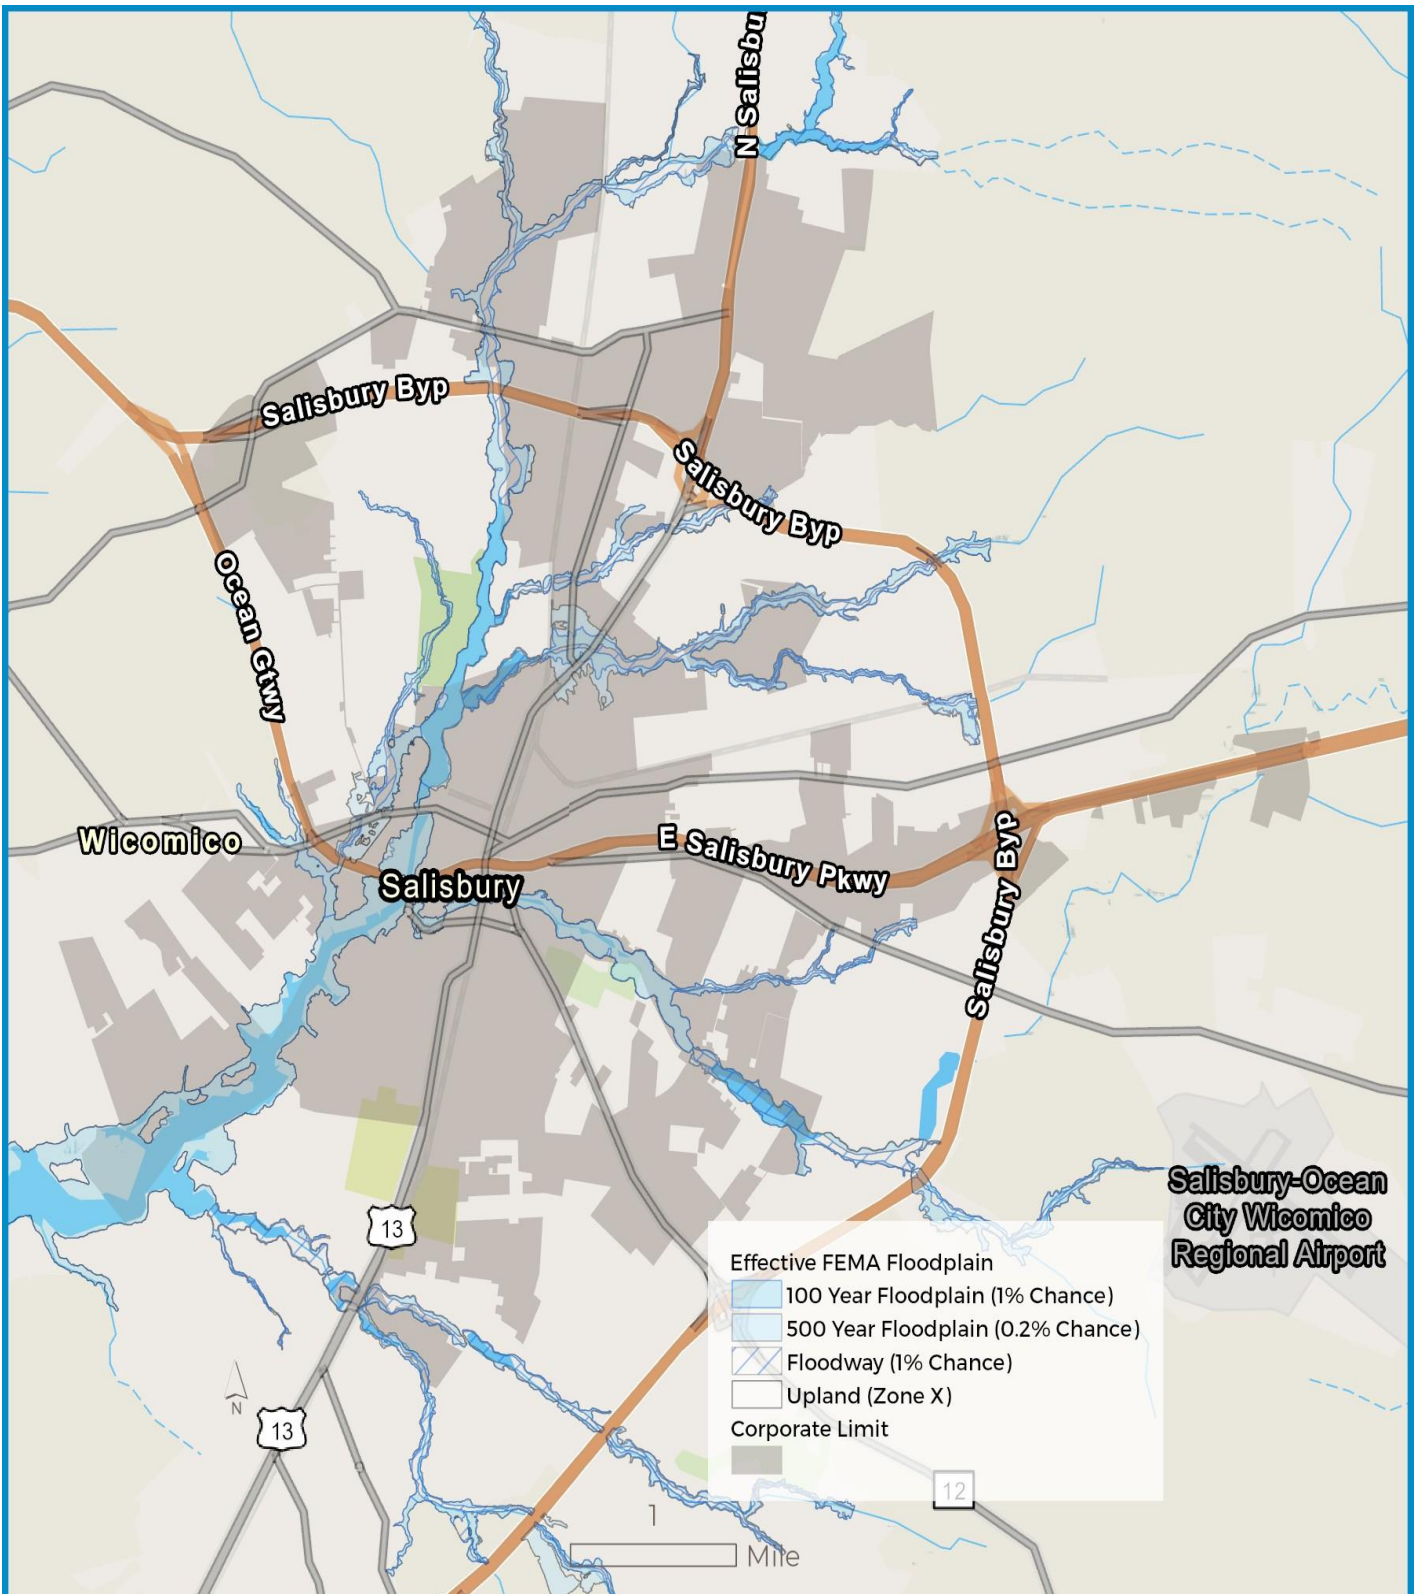 N Salisbu
Salisbury Byp
Salisbury Byp
Ocean Gtwy
Wicomico
E Salisbury Pkwy
Salisbury
Salisbury Byp
Salisbury-Ocean
City Wicomico
Regional Airport
13
Effective FEMA Floodplain
100 Year Floodplain (1% Chance)
500 Year Floodplain (0.2% Chance)
Floodway (1% Chance)
Upland (Zone X)
Corporate Limit
N
13
12
1
Mile